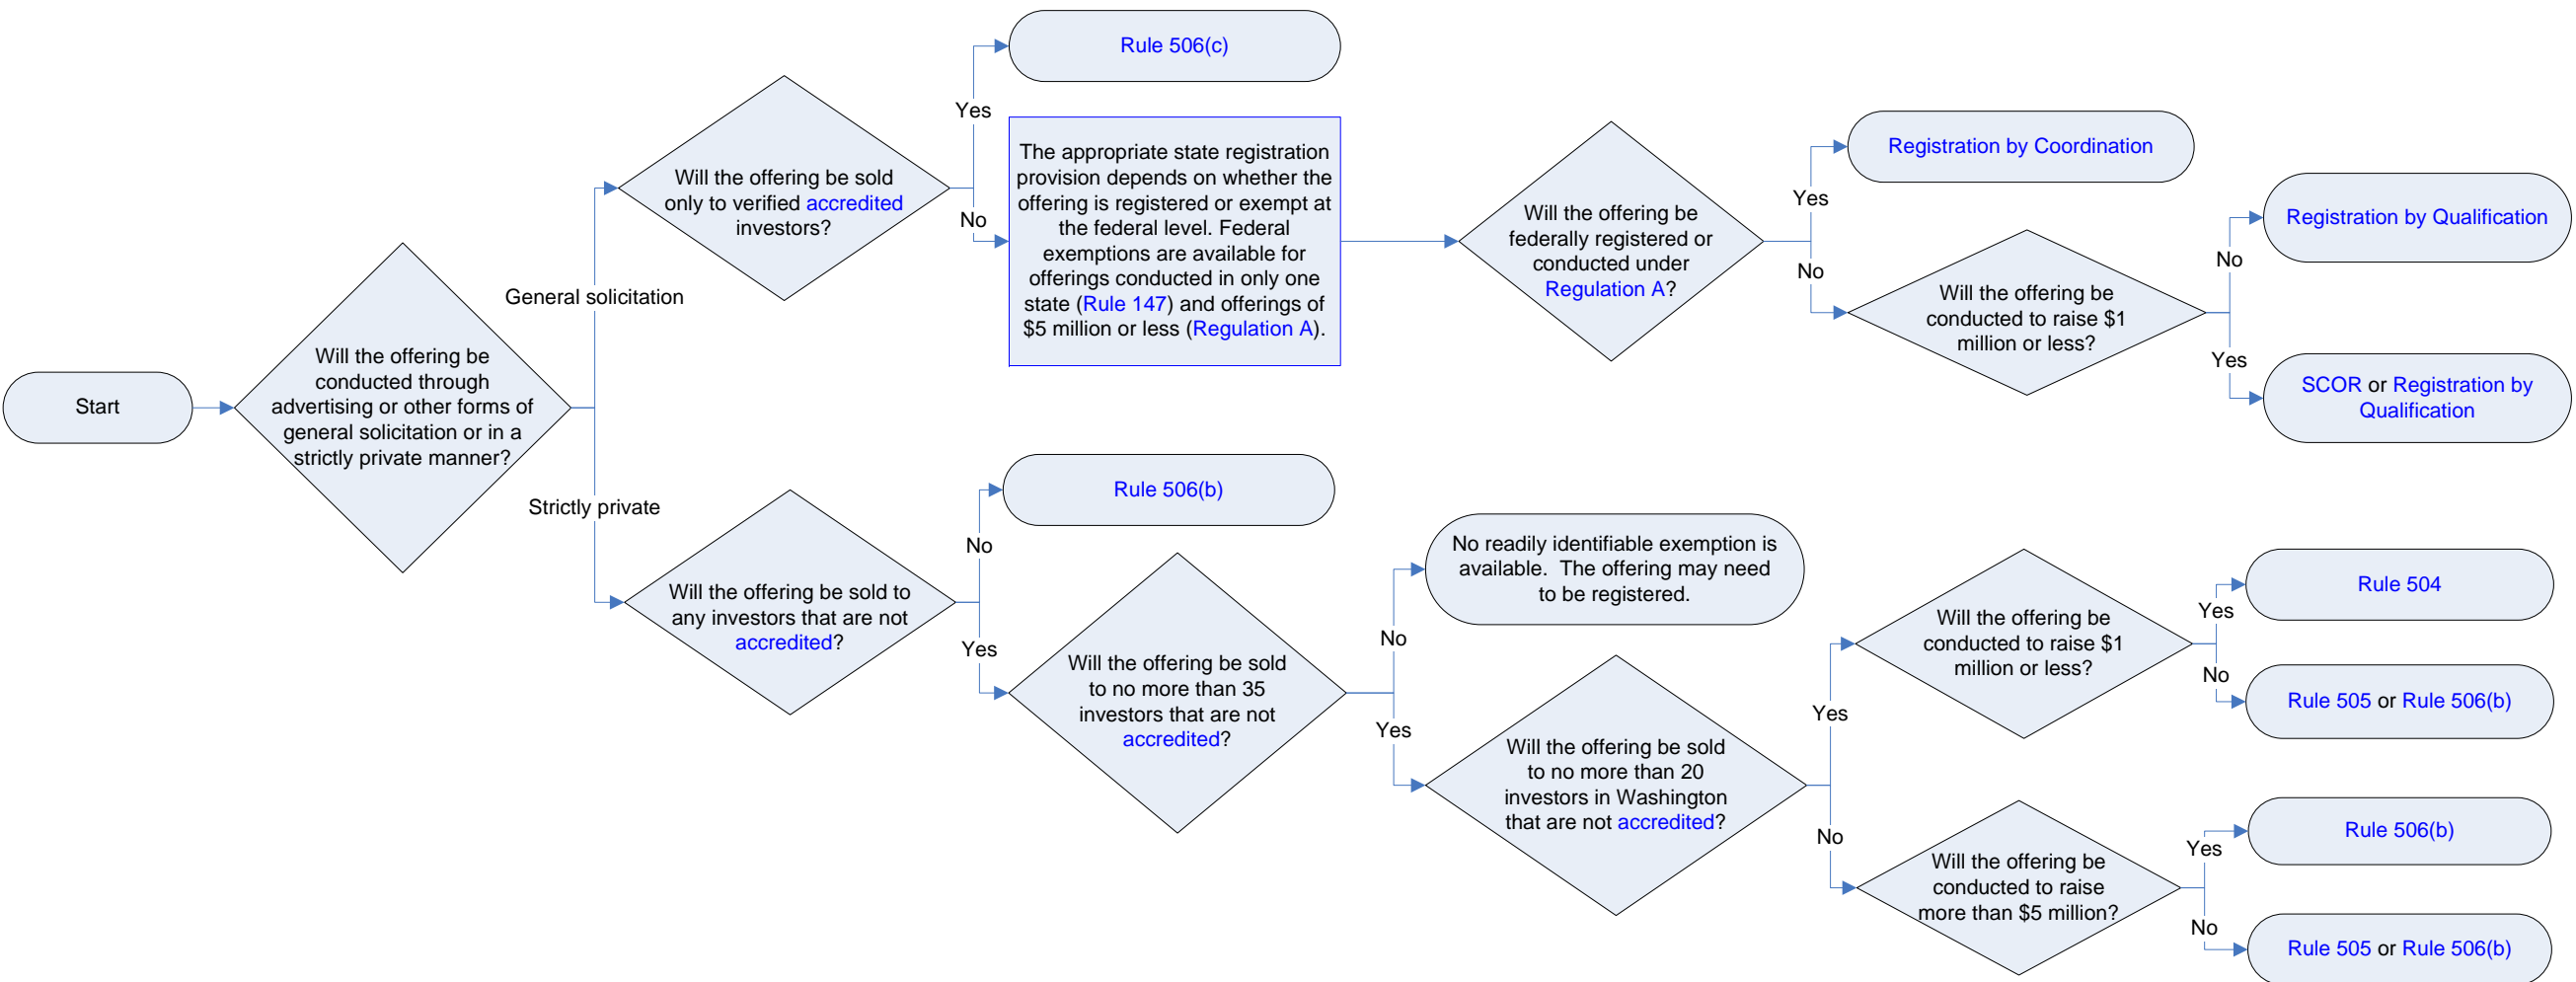 Start
Will the offering be
conducted through
advertising or other forms of
general solicitation or in a
strictly private manner?
General solicitation
Strictly private
Will the offering be sold
only to verified accredited
investors?
Yes
No
Rule 506(c)
The appropriate state registration
provision depends on whether the
offering is registered or exempt at
the federal level. Federal
exemptions are available for
offerings conducted in only one
state (Rule 147) and offerings of
$5 million or less (Regulation A).
Will the offering be
federally registered or
conducted under
Regulation A?
Yes
No
Registration by Coordination
Will the offering be
conducted to raise $1
million or less?
No
Yes
Registration by Qualification
SCOR or Registration by
Qualification
Will the offering be sold to
any investors that are not
accredited?
No
Yes
Rule 506(b)
Will the offering be sold
to no more than 35
investors that are not
accredited?
No
Yes
No readily identifiable exemption is
available.  The offering may need
to be registered.
Will the offering be sold
to no more than 20
investors in Washington
that are not accredited?
Yes
No
Will the offering be
conducted to raise $1
million or less?
Yes
No
Rule 504
Rule 505 or Rule 506(b)
Will the offering be
conducted to raise
more than $5 million?
Yes
No
Rule 506(b)
Rule 505 or Rule 506(b)